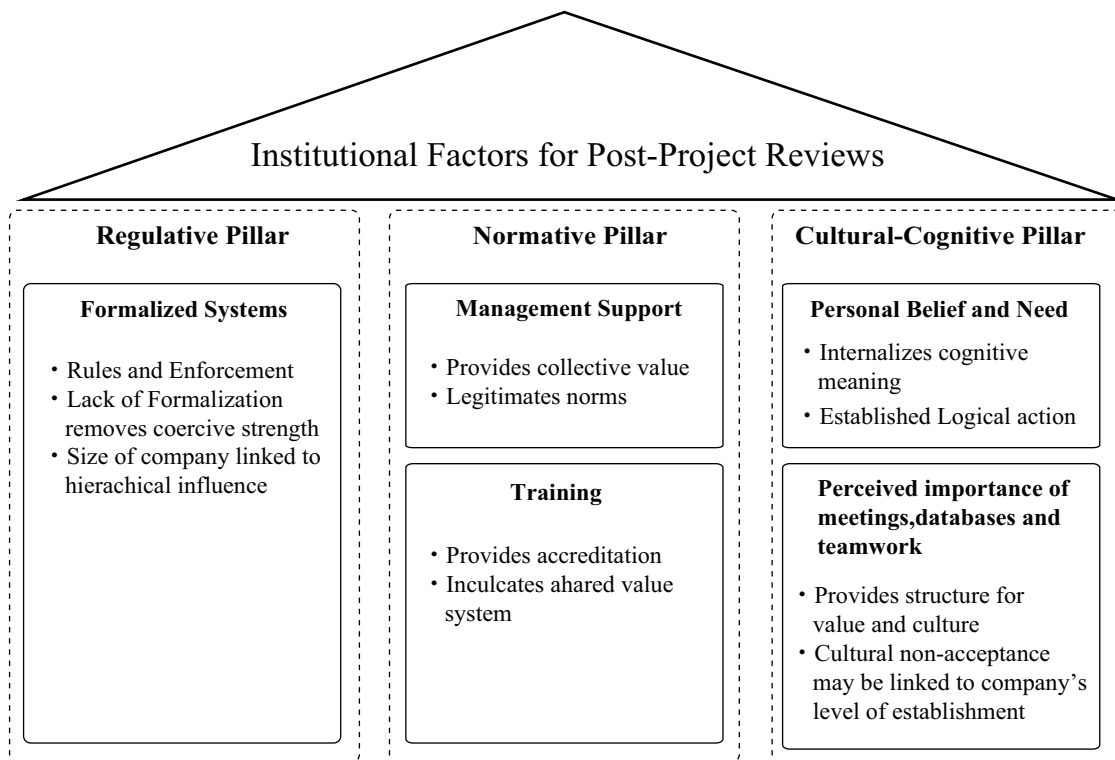 Institutional Factors for Post-Project Reviews
Regulative Pillar
Formalized Systems
・Rules and Enforcement
・Lack of Formalization
removes coercive strength
・Size of company linked to
hierachical influence
Normative Pillar
Management Support
・Provides collective value
・Legitimates norms
Training
・Provides accreditation
・Inculcates ahared value
system
Cultural-Cognitive Pillar
Personal Belief and Need
・Internalizes cognitive
meaning
・Established Logical action
Perceived importance of
meetings,databases and
teamwork
・Provides structure for
value and culture
・Cultural non-acceptance
may be linked to company’s
level of establishment